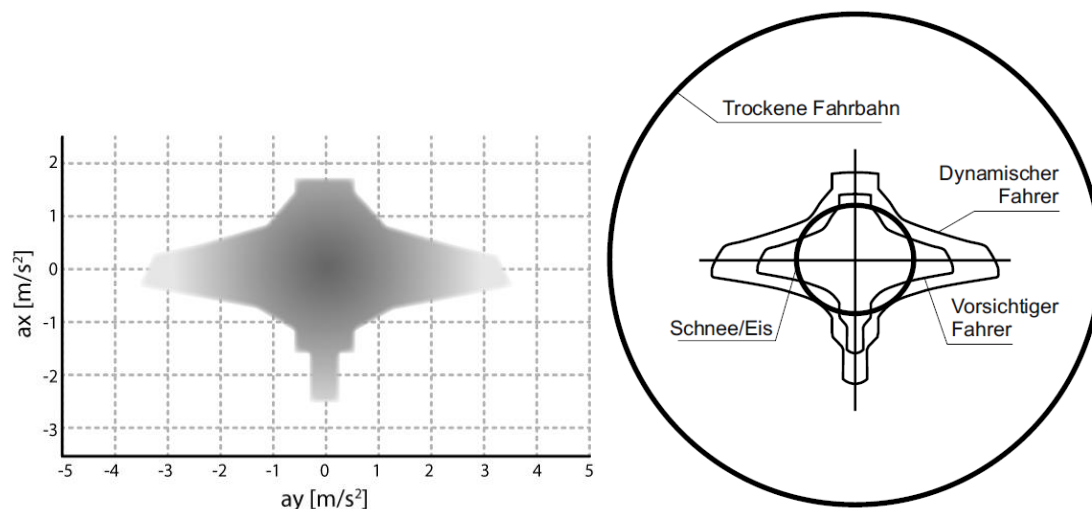 Trockene Fahrbahn
Dynamischer
Fahrer
Vorsichtiger
Fahrer
Schnee/Eis
ax [m/s²]
2
1
0
-1
-2
-3
-5 -4 -3 -2 -1 0 1 2 3 4 5
ay [m/s²]